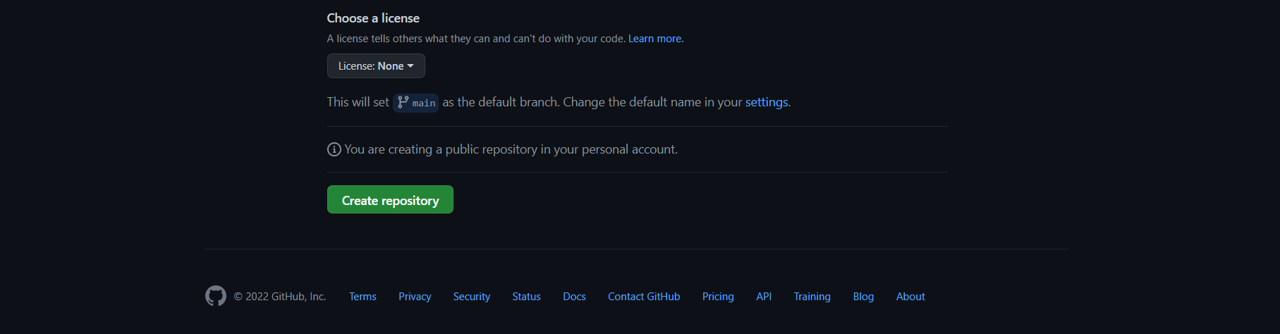 Choose a license
A license tells others what they can and can't do with your code. Learn more.
License: None
This will set main as the default branch. Change the default name in your settings.
You are creating a public repository in your personal account.
Create repository
© 2022 GitHub, Inc. Terms Privacy Security Status Docs Contact GitHub Pricing API Training Blog About